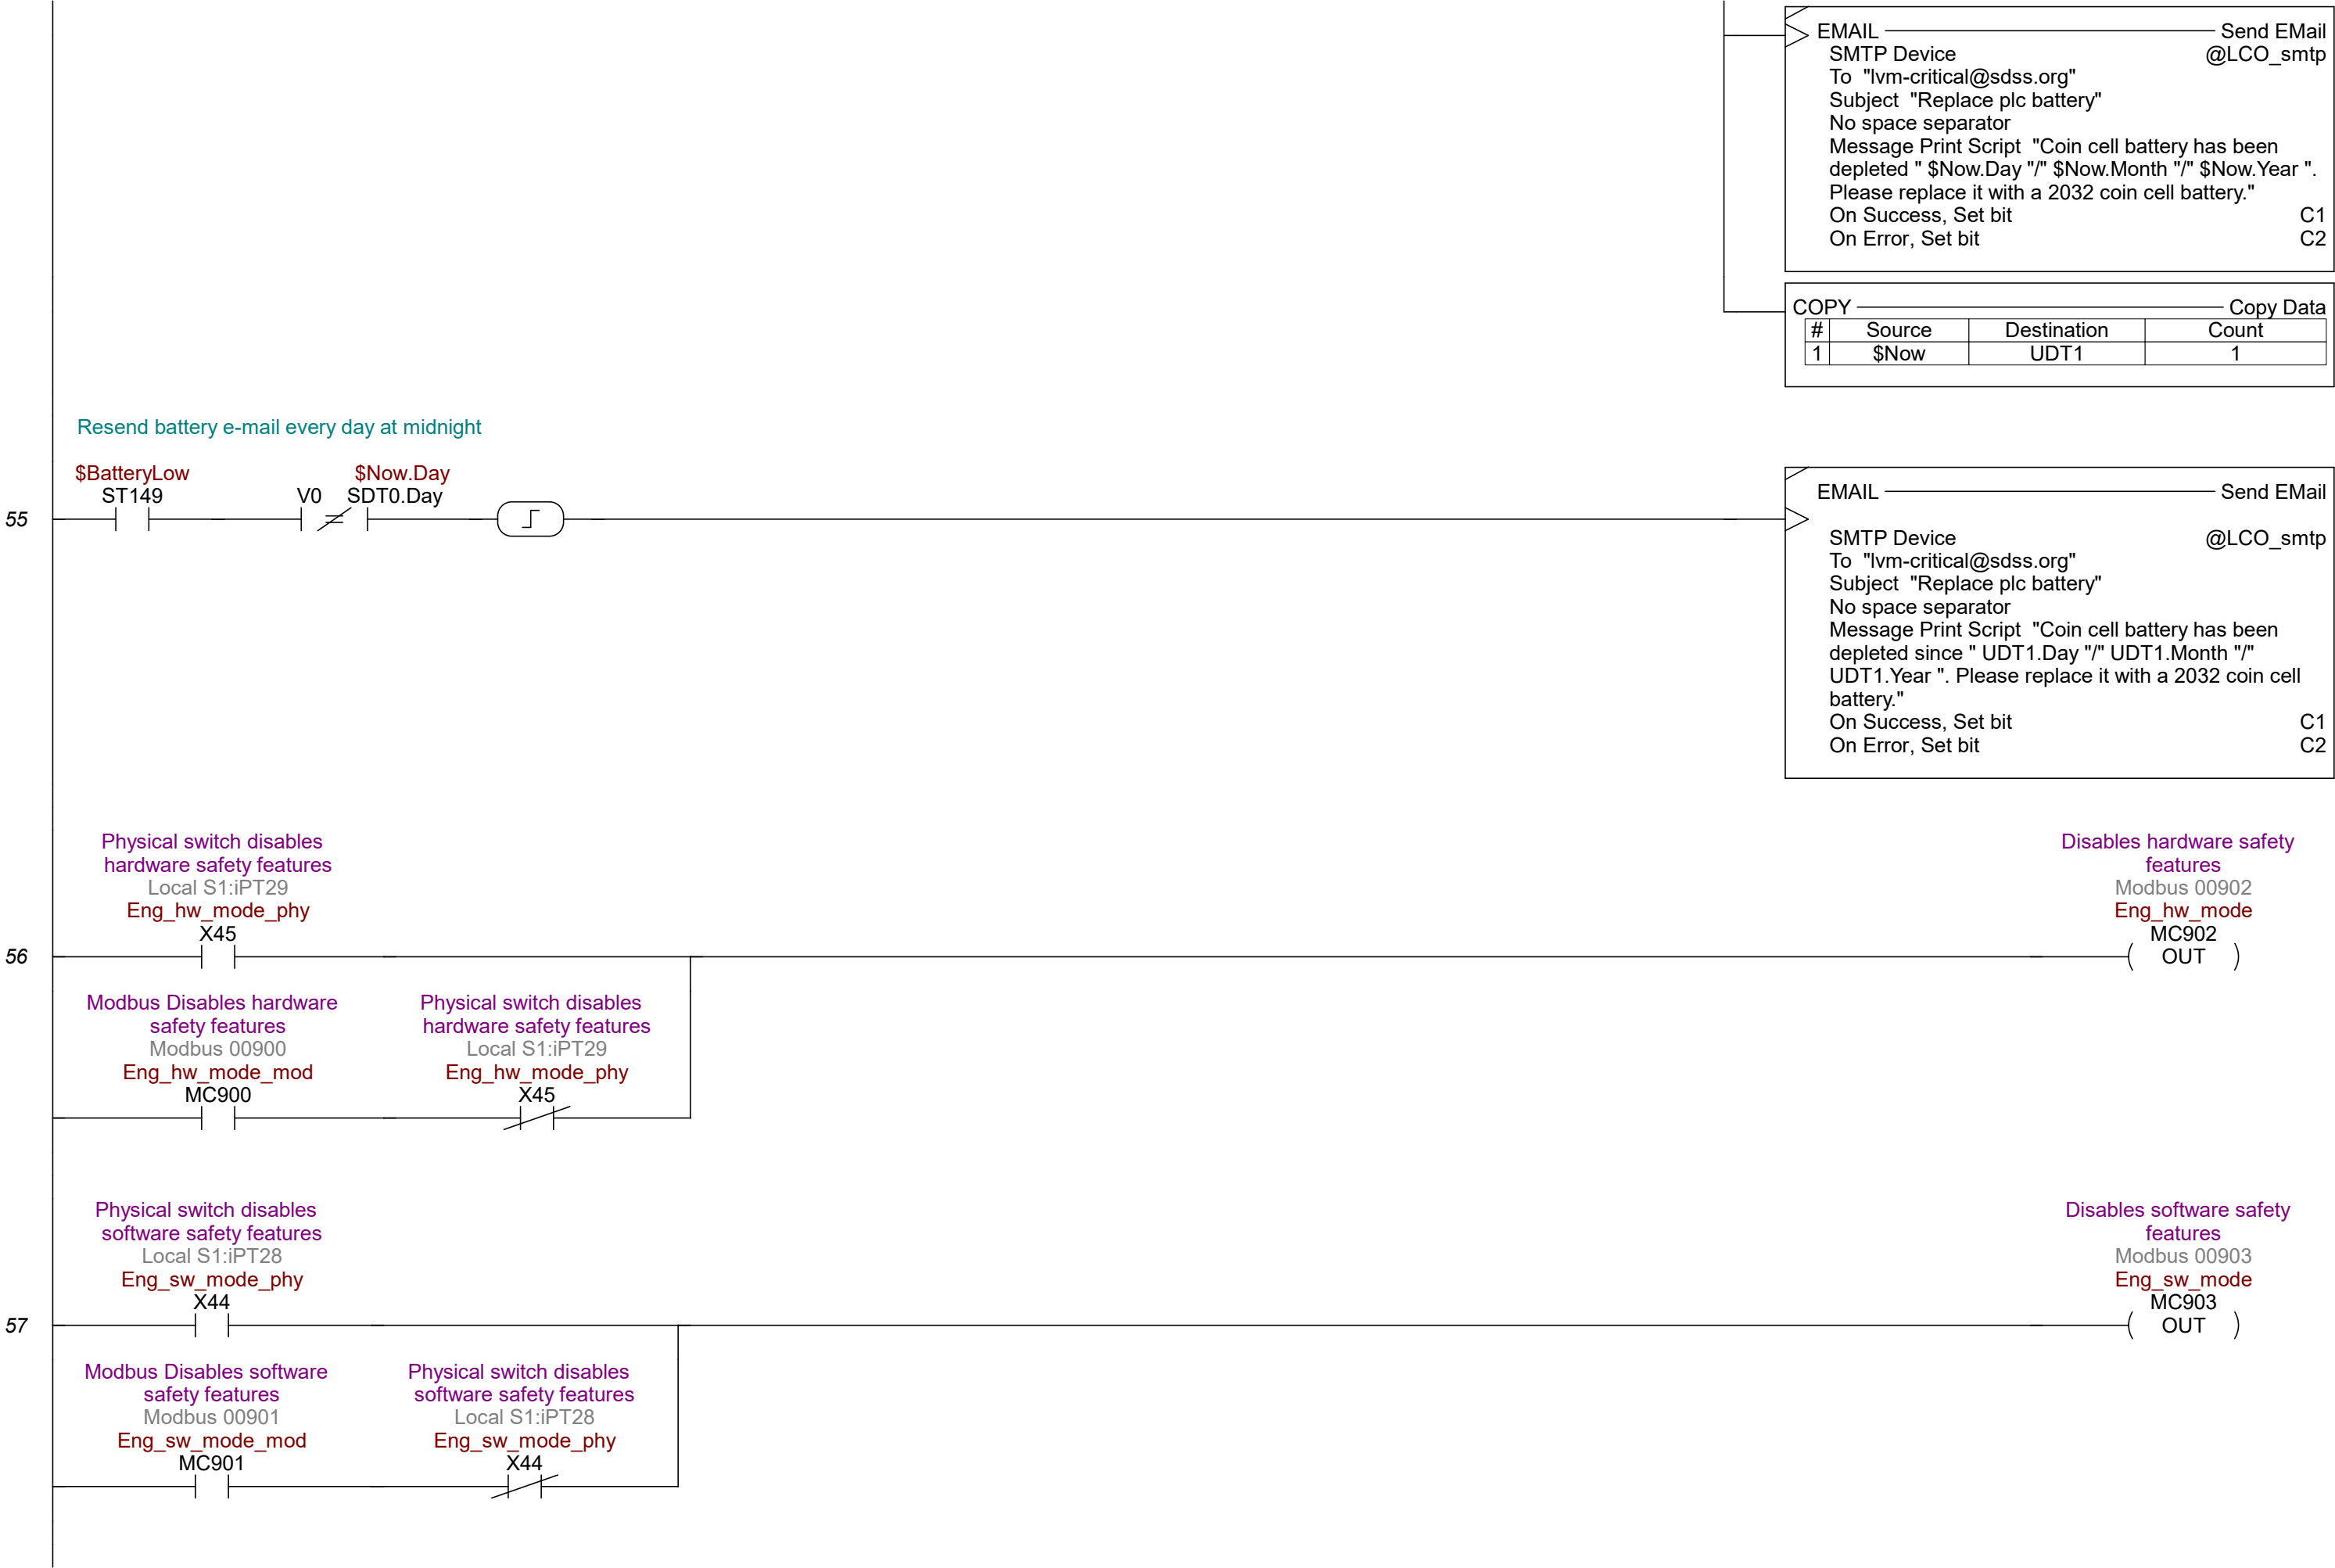 EMAIL Send EMail
SMTP Device @LCO_smtp
To "lvm-critical@sdss.org"
Subject "Replace plc battery"
No space separator
Message Print Script "Coin cell battery has been
depleted " $Now.Day "/" $Now.Month "/" $Now.Year ".
Please replace it with a 2032 coin cell battery."
On Success, Set bit C1
On Error, Set bit C2
COPY Copy Data
# Source Destination Count
1 $Now UDT1 1
Resend battery e-mail every day at midnight
$BatteryLow $Now.Day
ST149 V0 SDT0.Day
55
EMAIL Send EMail
SMTP Device @LCO_smtp
To "lvm-critical@sdss.org"
Subject "Replace plc battery"
No space separator
Message Print Script "Coin cell battery has been
depleted since " UDT1.Day "/" UDT1.Month "/"
UDT1.Year ". Please replace it with a 2032 coin cell
battery."
On Success, Set bit C1
On Error, Set bit C2
Physical switch disables
hardware safety features
Local S1:iPT29
Eng_hw_mode_phy
X45
56
Disables hardware safety
features
Modbus 00902
Eng_hw_mode
MC902
OUT
Modbus Disables hardware
safety features
Modbus 00900
Eng_hw_mode_mod
MC900
Physical switch disables
hardware safety features
Local S1:iPT29
Eng_hw_mode_phy
X45
Physical switch disables
software safety features
Local S1:iPT28
Eng_sw_mode_phy
X44
57
Disables software safety
features
Modbus 00903
Eng_sw_mode
MC903
OUT
Modbus Disables software
safety features
Modbus 00901
Eng_sw_mode_mod
MC901
Physical switch disables
software safety features
Local S1:iPT28
Eng_sw_mode_phy
X44